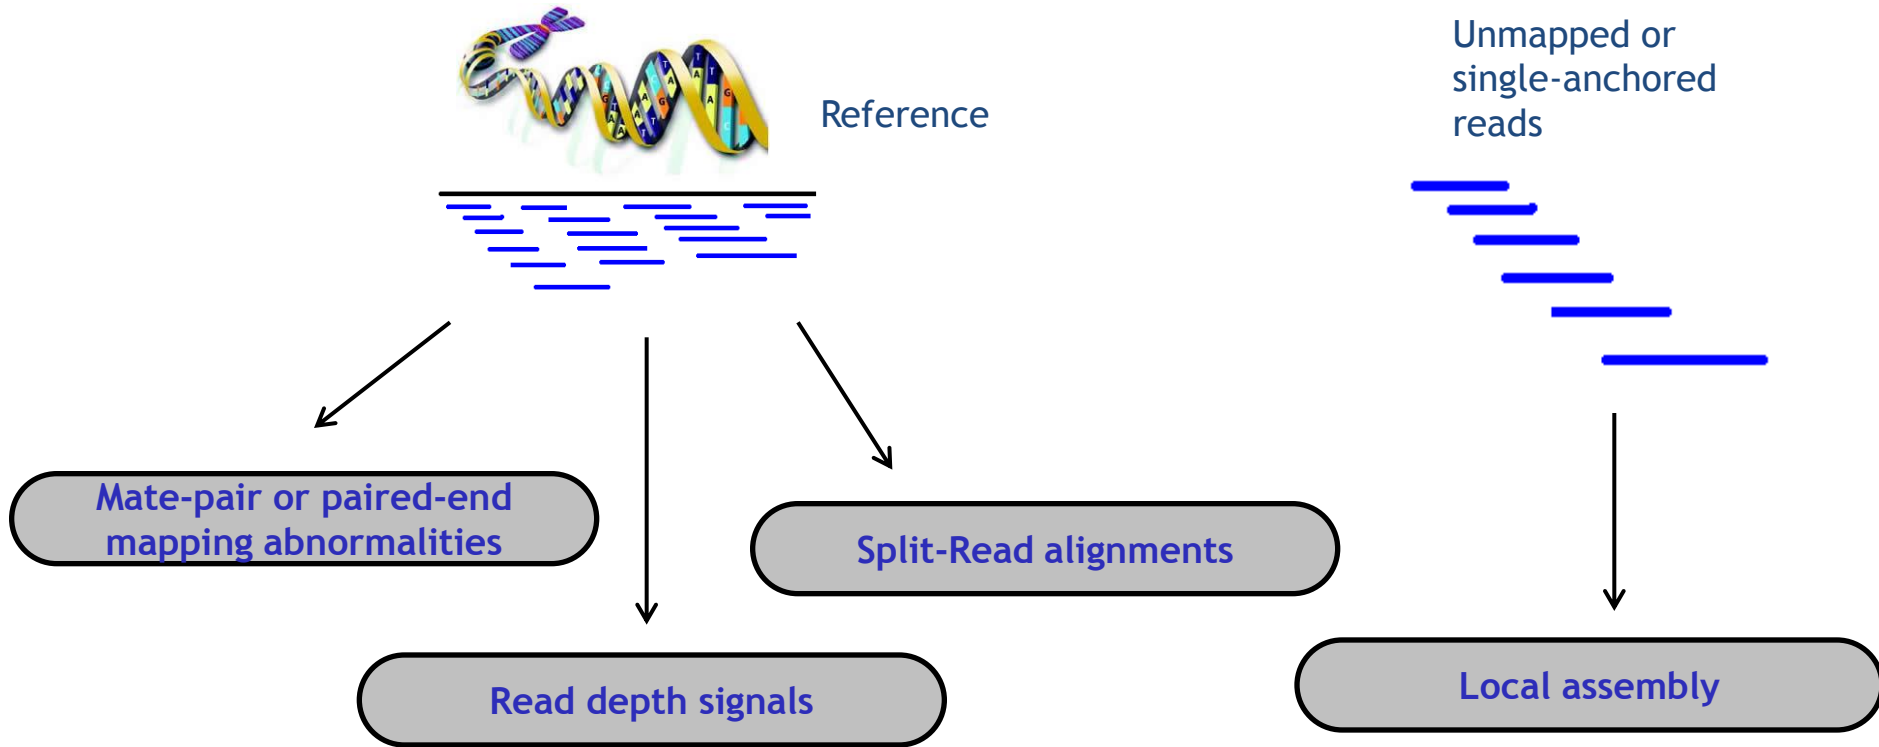 Reference
Unmapped or
single-anchored
reads
Mate-pair or paired-end
mapping abnormalities
Split-Read alignments
Read depth signals
Local assembly